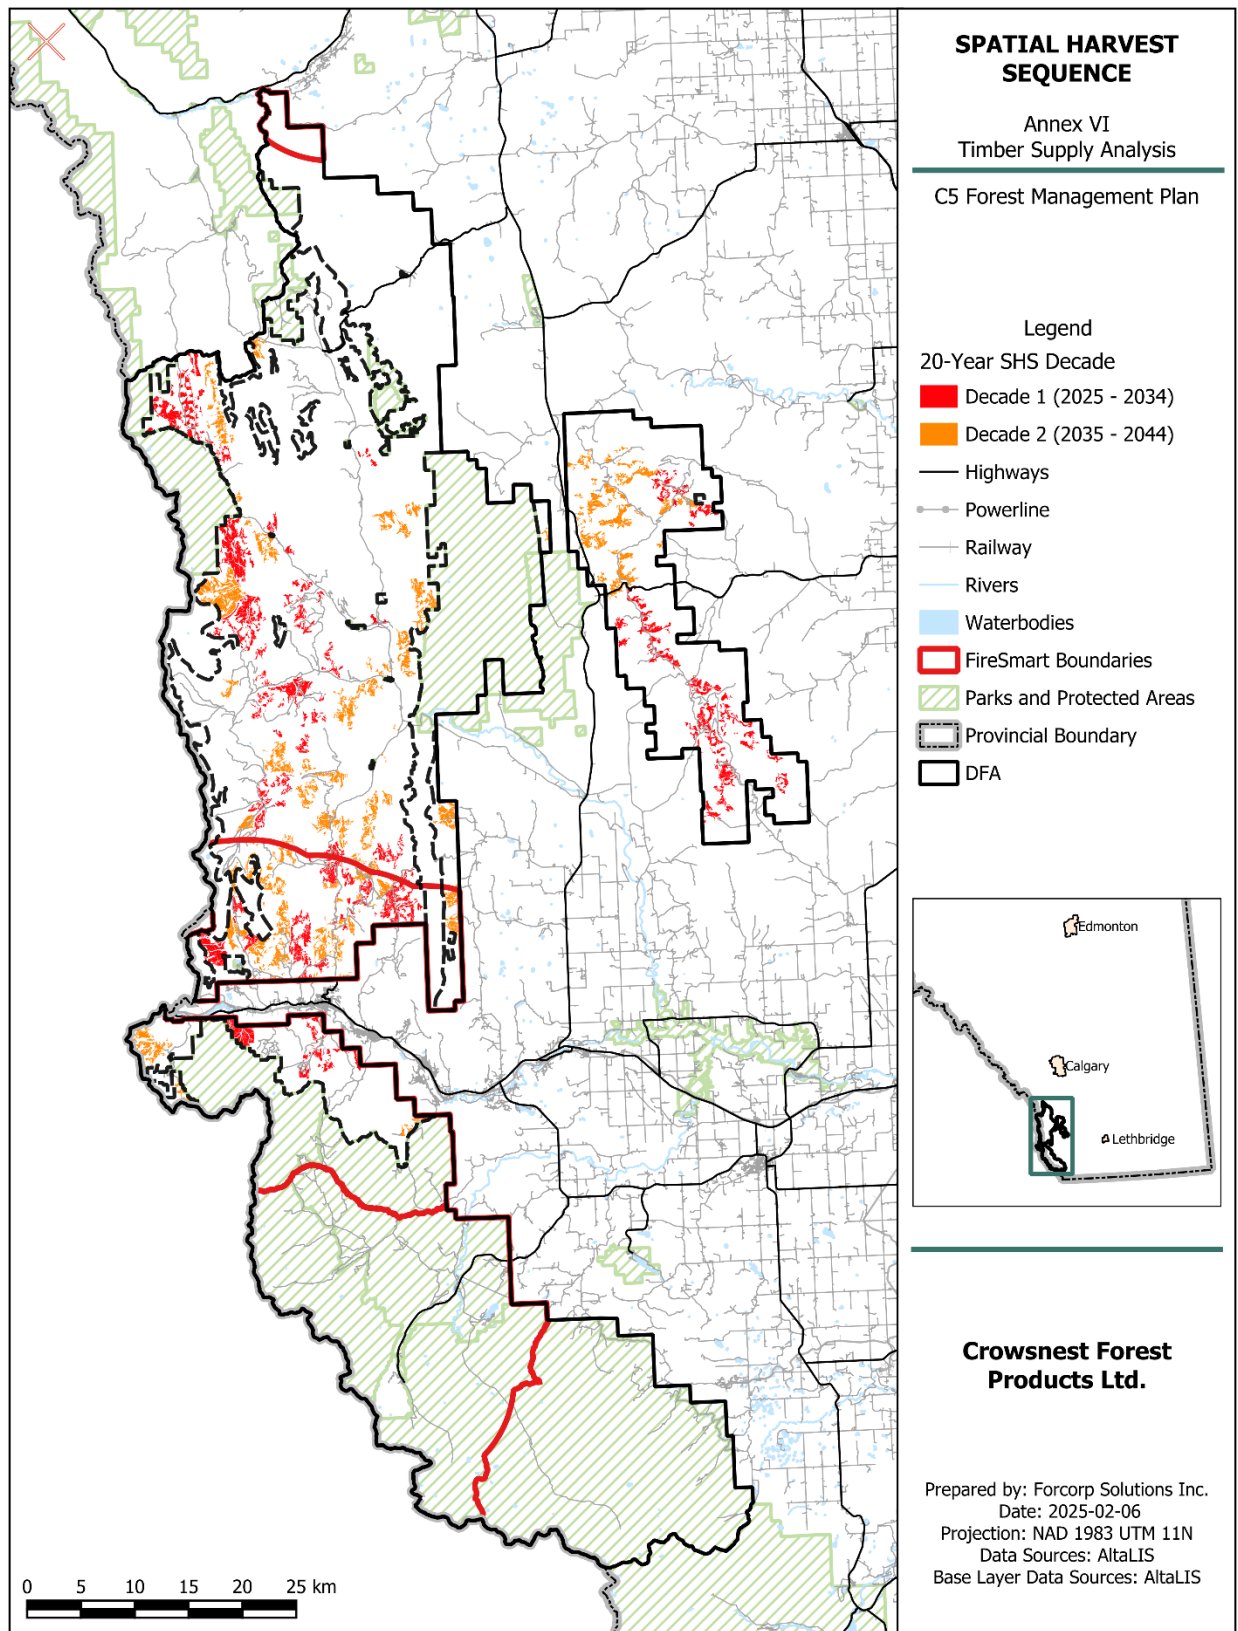 SPATIAL HARVEST
SEQUENCE
Annex VI
Timber Supply Analysis
C5 Forest Management Plan
Legend
20-Year SHS Decade
Decade 1 (2025 - 2034)
Decade 2 (2035 - 2044)
Highways
Powerline
Railway
Rivers
Waterbodies
FireSmart Boundaries
Parks and Protected Areas
Provincial Boundary
DFA
Edmonton
Calgary
Lethbridge
Crowsnest Forest
Products Ltd.
Prepared by: Forcorp Solutions Inc.
Date: 2025-02-06
Projection: NAD 1983 UTM 11N
Data Sources: AltaLIS
Base Layer Data Sources: AltaLIS
0 5 10 15 20 25 km